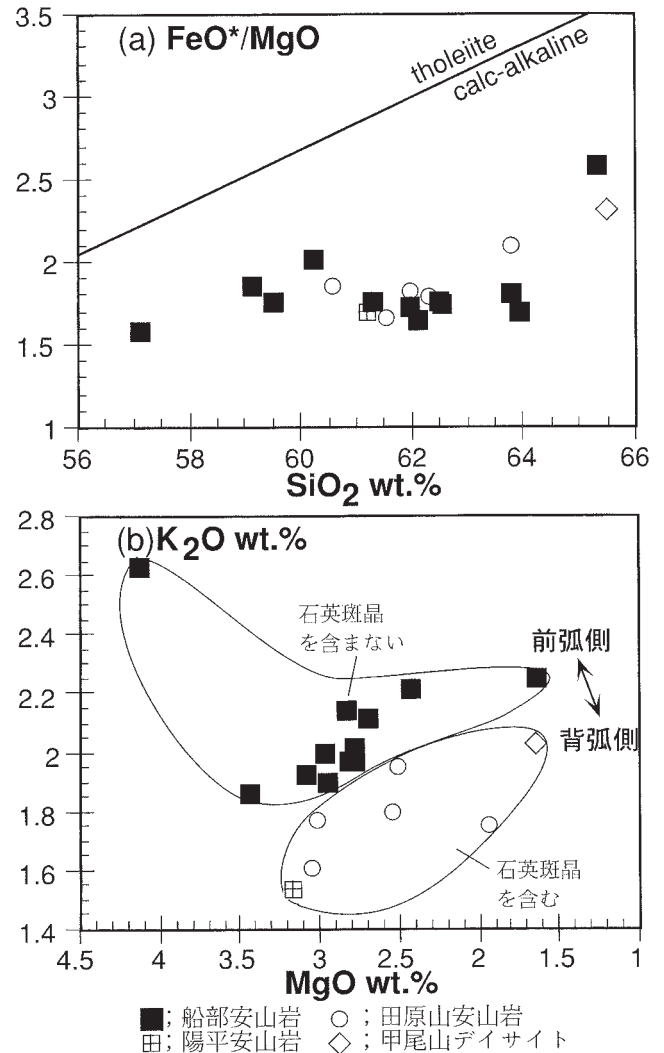 (a) FeO*/MgO
tholeiite
calc-alkaline
3.5
3
2.5
2
1.5
1
56 58 60 62 64 66
SiO2 wt.%
(b)K2O wt.%
2.8
2.6
2.4
2.2
2
1.8
1.6
1.4
石英斑晶
を含まない
前弧側
背弧側
石英斑晶
を含む
4.5 4 3.5 3 2.5 2 1.5 1
MgO wt.%
; 船部安山岩 ; 田原山安山岩
; 陽平安山岩 ; 甲尾山デイサイト